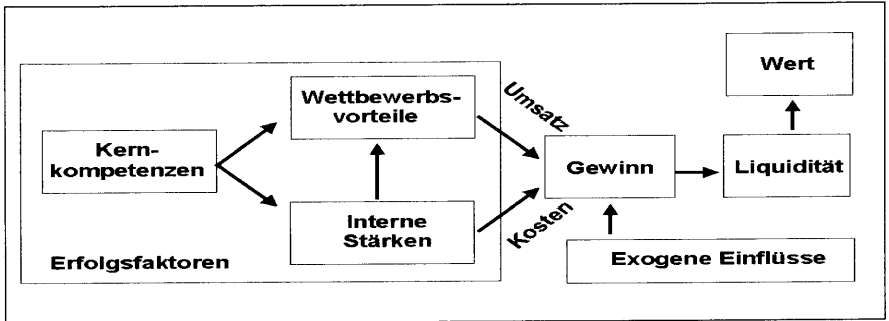 Kern-
kompetenzen
Wettbewerbs-
vorteile
Interne
Stärken
Erfolgsfaktoren
Umsatz
Kosten
Gewinn
Exogene Einflüsse
Liquidität
Wert